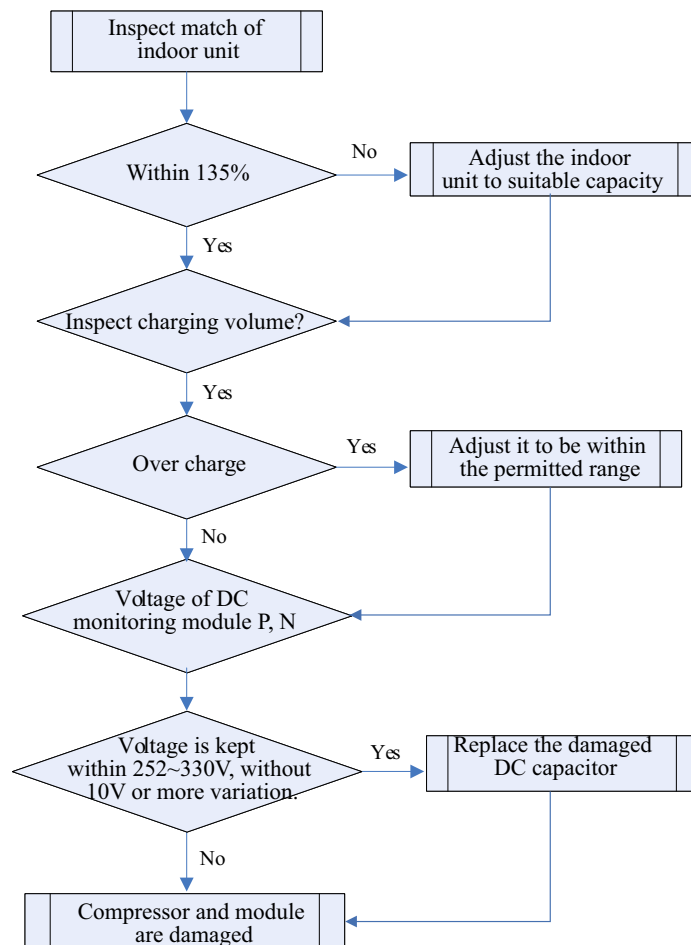 Inspect match of
indoor unit
Within 135%
No
Adjust the indoor
unit to suitable capacity
Yes
Inspect charging volume?
Yes
Over charge
Yes
Adjust it to be within
the permitted range
No
Voltage of DC
monitoring module P, N
Voltage is kept
within 252~330V, without
10V or more variation.
Yes
Replace the damaged
DC capacitor
No
Compressor and module
are damaged